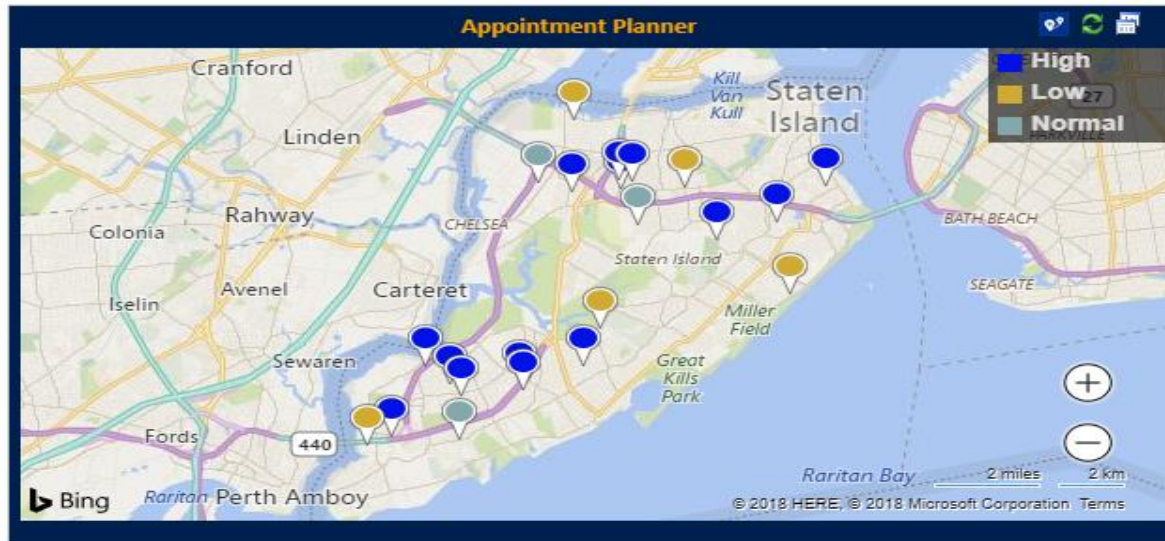 Appointment Planner
High
Low
Normal
27
Cranford
Kill
Van
Kull
Staten
Island
Linden
PARKVILLE
Rahway
Colonia
CHELSEA
BATH BEACH
Staten Island
Iselin
Avenel
Carteret
SEAGATE
Miller
Field
Sewaren
Great
Kills
Park
Fords
440
Raritan Bay
2 miles
2 km
Bing
Raritan
Perth Amboy
© 2018 HERE, © 2018 Microsoft Corporation Terms